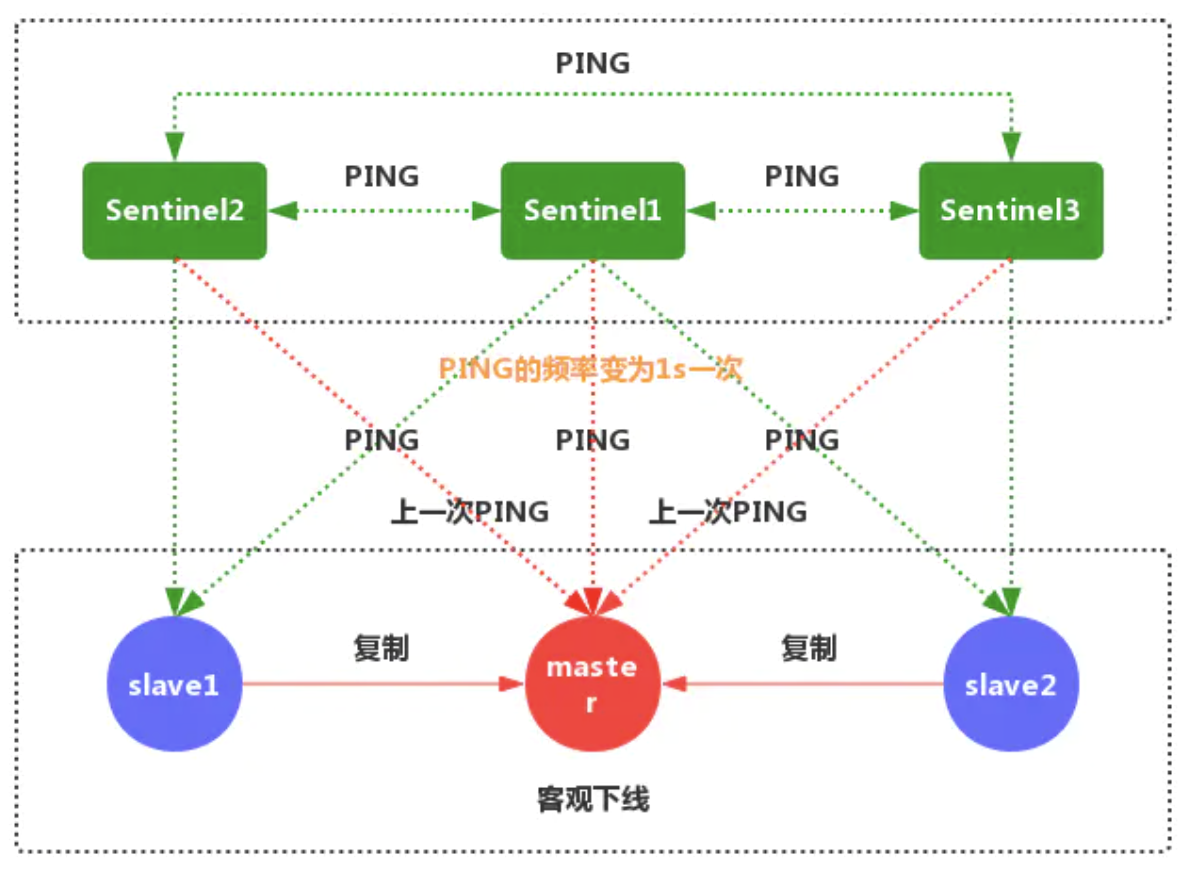 PING
PING
PING
Sentinel2
Sentinel1
Sentinel3
PING的频率变为1s一次
PING
PING
PING
上一次PING
上一次PING
复制
复制
slave1
maste
r
slave2
客观下线